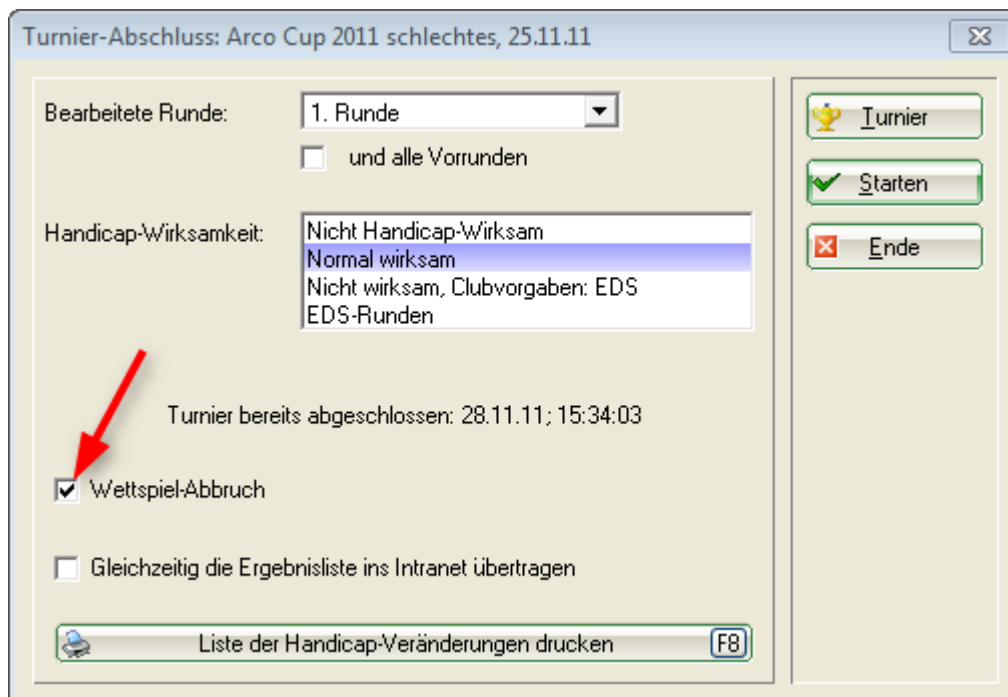 Turnier-Abschluss: Arco Cup 2011 schlechtes, 25.11.11
Bearbeitete Runde:
1. Runde
und alle Vorrunden
Handicap-Wirksamkeit:
Nicht Handicap-Wirksam
Normal wirksam
Nicht wirksam, Clubvorgaben: EDS
EDS-Runden
Turnier bereits abgeschlossen: 28.11.11; 15:34:03
Wettspiel-Abbruch
Gleichzeitig die Ergebnisliste ins Intranet übertragen
Liste der Handicap-Veränderungen drucken F8
Turnier
Starten
Ende